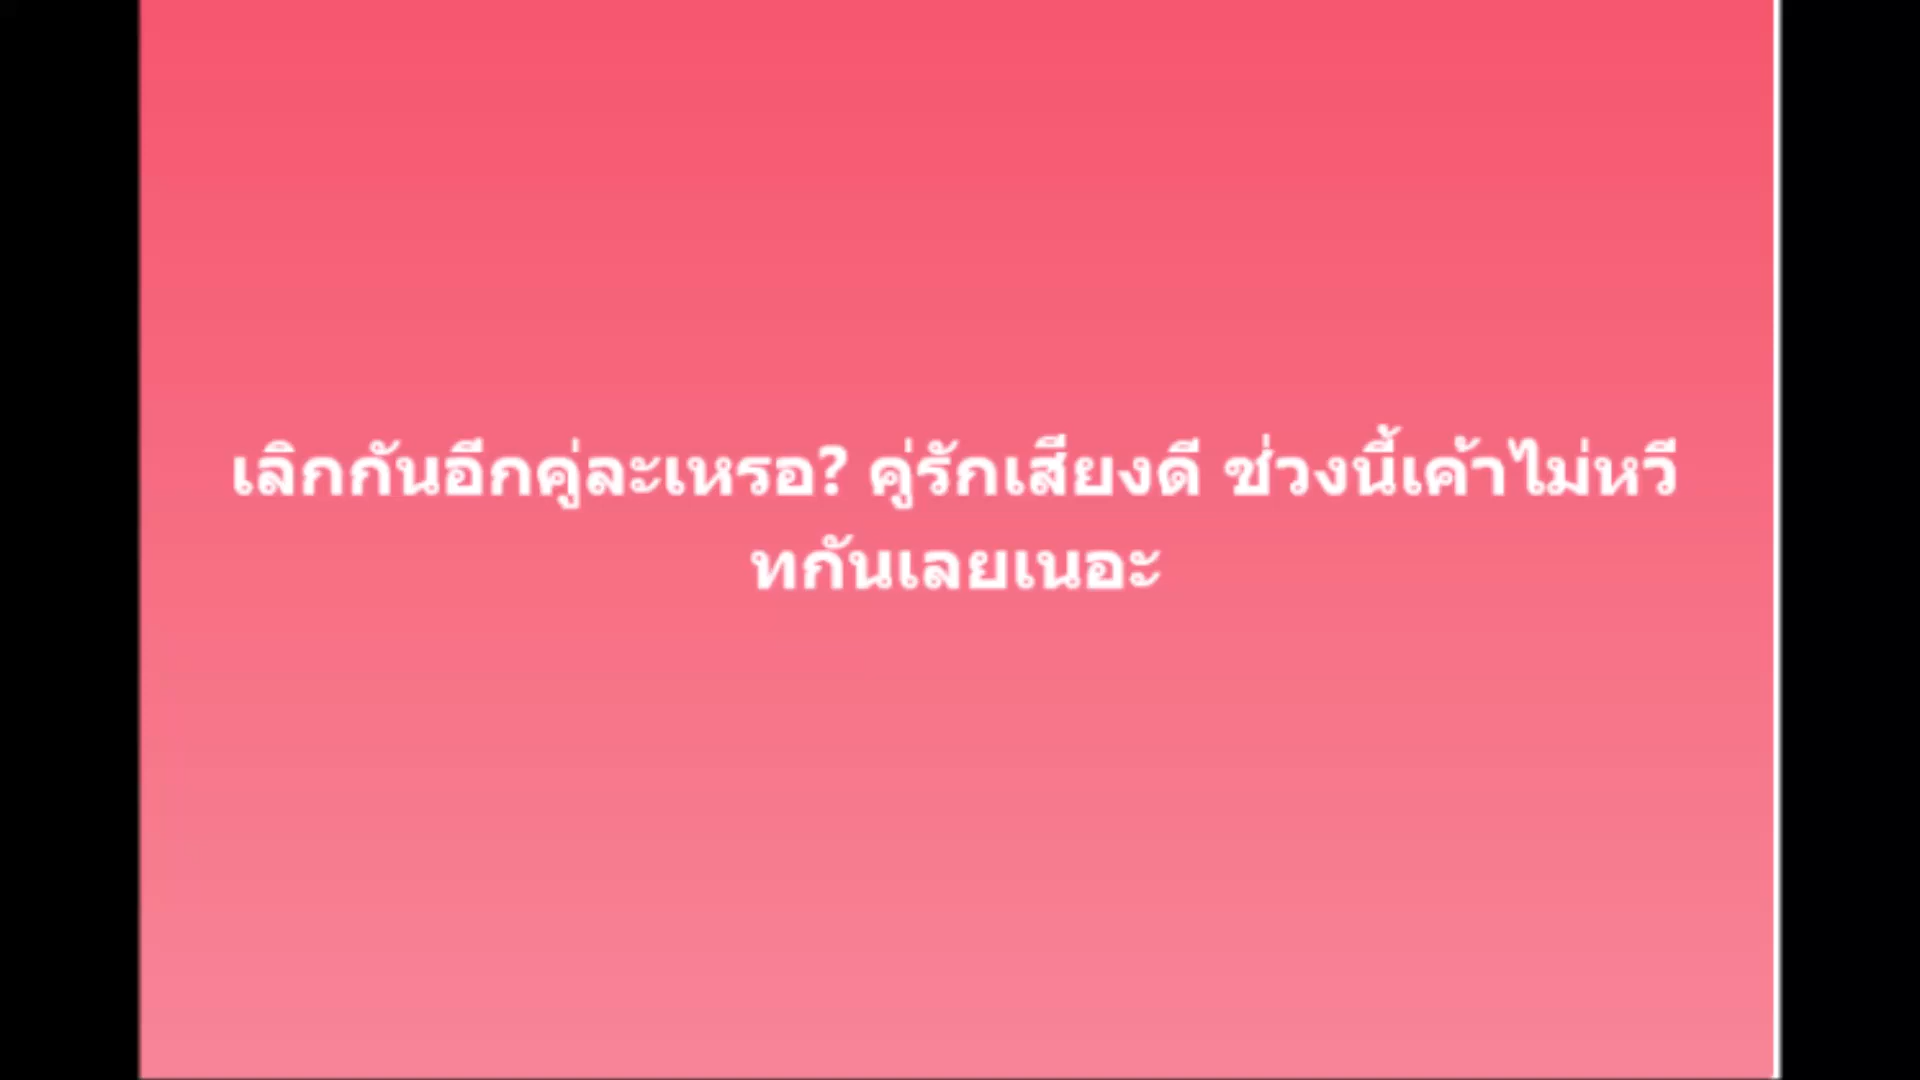 เลิกกันอีกคู่ละเหรอ? คู่รักเสียงดี ช่วงนี้เค้าไม่หวี
ทกันเลยเนอะ